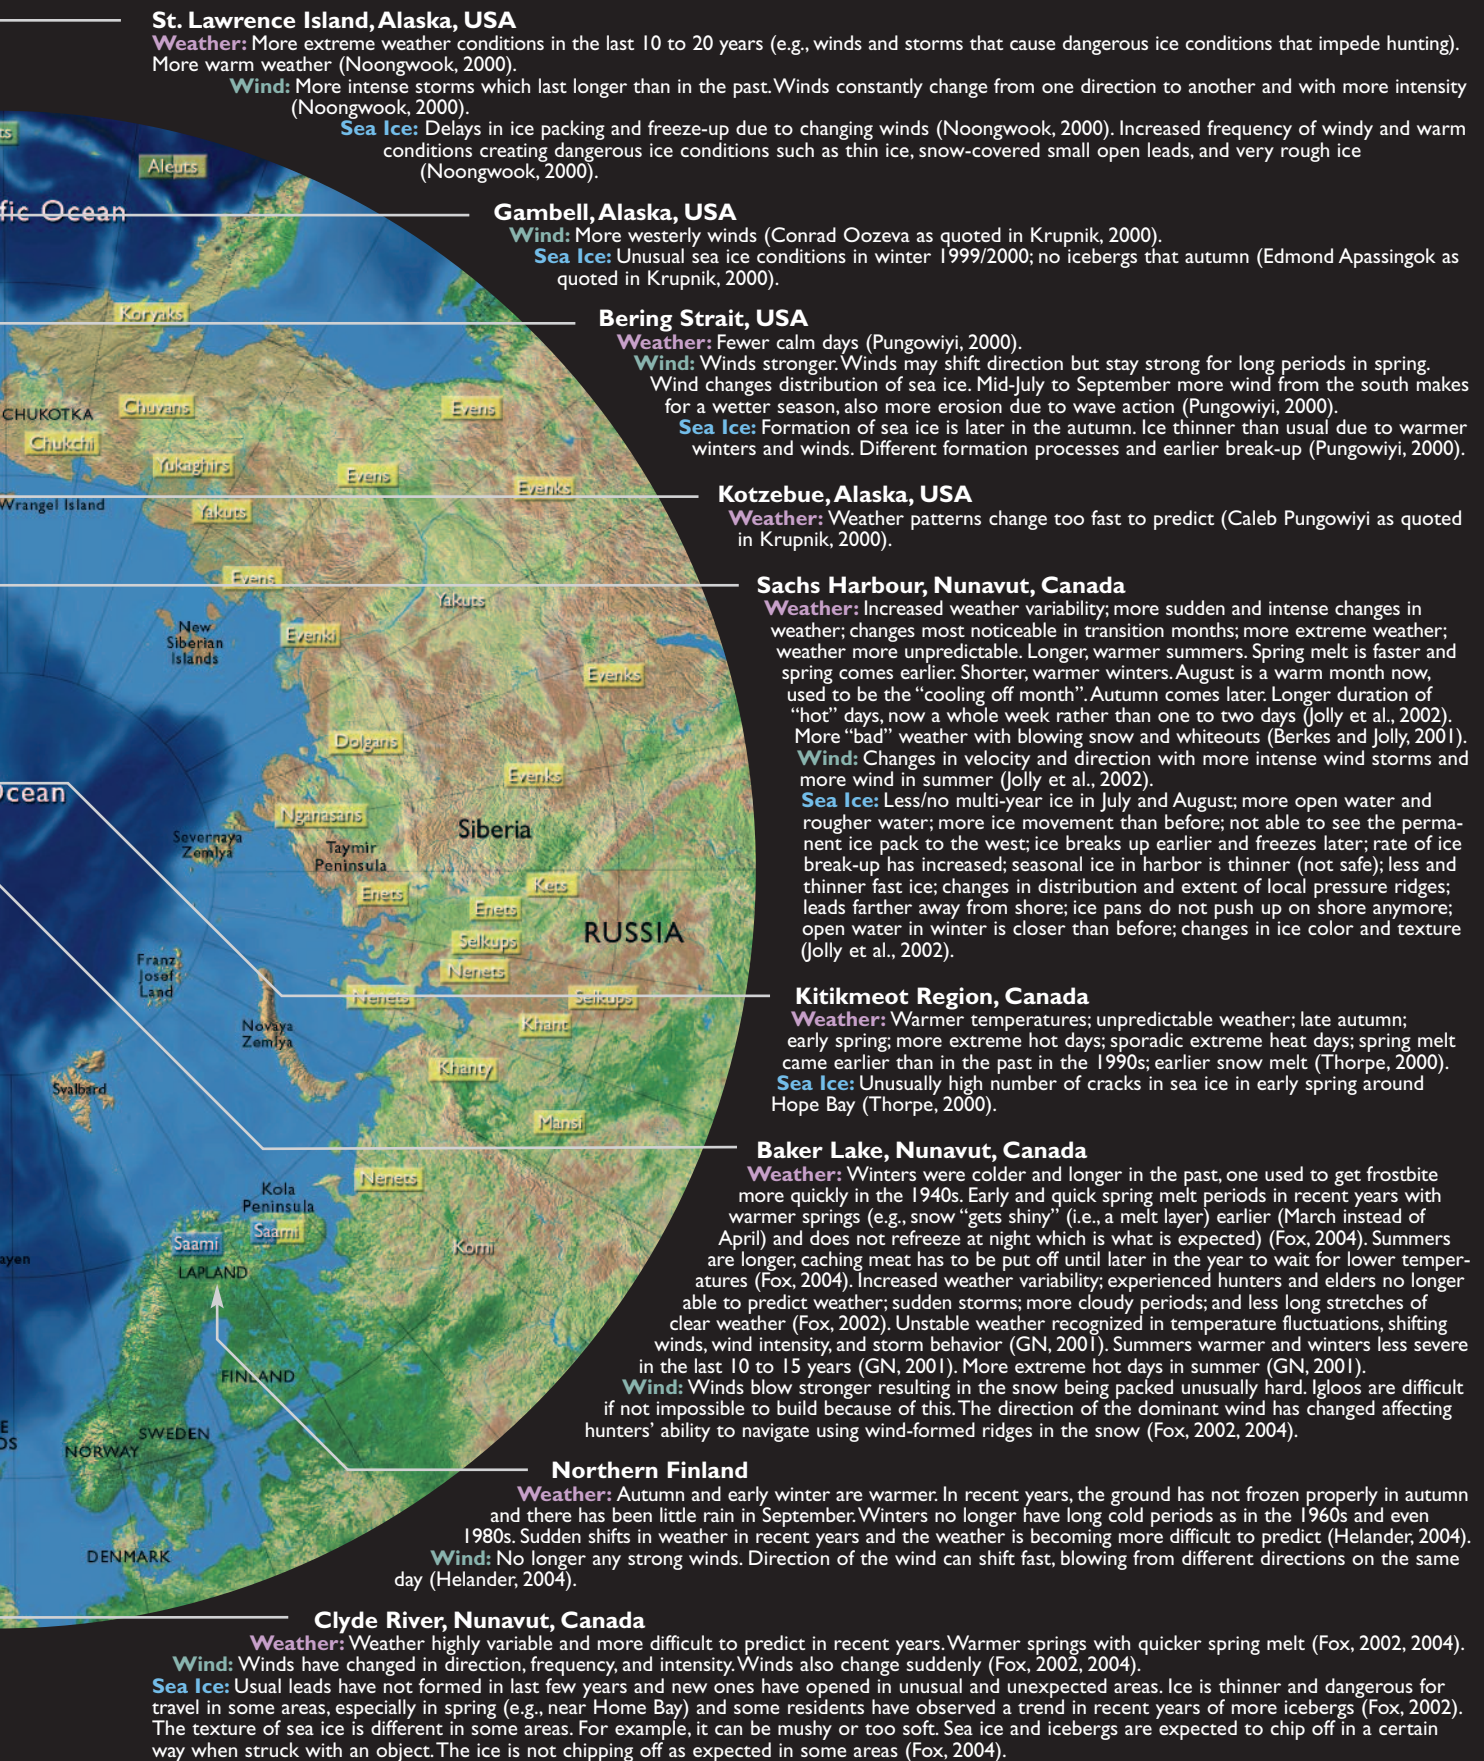 St. Lawrence Island, Alaska, USA
Weather: More extreme weather conditions in the last 10 to 20 years (e.g., winds and storms that cause dangerous ice conditions that impede hunting).
More warm weather (Noongwook, 2000).
Wind: More intense storms which last longer than in the past. Winds constantly change from one direction to another and with more intensity
(Noongwook, 2000).
Sea Ice: Delays in ice packing and freeze-up due to changing winds (Noongwook, 2000). Increased frequency of windy and warm
conditions creating dangerous ice conditions such as thin ice, snow-covered small open leads, and very rough ice
(Noongwook, 2000).
Gambell, Alaska, USA
Wind: More westerly winds (Conrad Oozeva as quoted in Krupnik, 2000).
Sea Ice: Unusual sea ice conditions in winter 1999/2000; no icebergs that autumn (Edmond Apassingok as
quoted in Krupnik, 2000).
Bering Strait, USA
Weather: Fewer calm days (Pungowiyi, 2000).
Wind: Winds stronger. Winds may shift direction but stay strong for long periods in spring.
Wind changes distribution of sea ice. Mid-July to September more wind from the south makes
for a wetter season, also more erosion due to wave action (Pungowiyi, 2000).
Sea Ice: Formation of sea ice is later in the autumn. Ice thinner than usual due to warmer
winters and winds. Different formation processes and earlier break-up (Pungowiyi, 2000).
Kotzebue, Alaska, USA
Weather: Weather patterns change too fast to predict (Caleb Pungowiyi as quoted
in Krupnik, 2000).
Sachs Harbour, Nunavut, Canada
Weather: Increased weather variability; more sudden and intense changes in
weather; changes most noticeable in transition months; more extreme weather;
weather more unpredictable. Longer, warmer summers. Spring melt is faster and
spring comes earlier. Shorter, warmer winters. August is a warm month now,
used to be the “cooling off month”. Autumn comes later. Longer duration of
“hot” days, now a whole week rather than one to two days (Jolly et al., 2002).
More “bad” weather with blowing snow and whiteouts (Berkes and Jolly, 2001).
Wind: Changes in velocity and direction with more intense wind storms and
more wind in summer (Jolly et al., 2002).
Sea Ice: Less/no multi-year ice in July and August; more open water and
rougher water; more ice movement than before; not able to see the perma-
nent ice pack to the west; ice breaks up earlier and freezes later; rate of ice
break-up has increased; seasonal ice in harbor is thinner (not safe); less and
thinner fast ice; changes in distribution and extent of local pressure ridges;
leads farther away from shore; ice pans do not push up on shore anymore;
open water in winter is closer than before; changes in ice color and texture
(Jolly et al., 2002).
Kitikmeot Region, Canada
Weather: Warmer temperatures; unpredictable weather; late autumn;
early spring; more extreme hot days; sporadic extreme heat days; spring melt
came earlier than in the past in the 1990s; earlier snow melt (Thorpe, 2000).
Sea Ice: Unusually high number of cracks in sea ice in early spring around
Hope Bay (Thorpe, 2000).
Baker Lake, Nunavut, Canada
Weather: Winters were colder and longer in the past, one used to get frostbite
more quickly in the 1940s. Early and quick spring melt periods in recent years with
warmer springs (e.g., snow “gets shiny” (i.e., a melt layer) earlier (March instead of
April) and does not refreeze at night which is what is expected) (Fox, 2004). Summers
are longer, caching meat has to be put off until later in the year to wait for lower temper-
atures (Fox, 2004). Increased weather variability; experienced hunters and elders no longer
able to predict weather; sudden storms; more cloudy periods; and less long stretches of
clear weather (Fox, 2002). Unstable weather recognized in temperature fluctuations, shifting
winds, wind intensity, and storm behavior (GN, 2001). Summers warmer and winters less severe
in the last 10 to 15 years (GN, 2001). More extreme hot days in summer (GN, 2001).
Wind: Winds blow stronger resulting in the snow being packed unusually hard. Igloos are difficult
if not impossible to build because of this. The direction of the dominant wind has changed affecting
hunters’ ability to navigate using wind-formed ridges in the snow (Fox, 2002, 2004).
Northern Finland
Weather: Autumn and early winter are warmer. In recent years, the ground has not frozen properly in autumn
and there has been little rain in September. Winters no longer have long cold periods as in the 1960s and even
1980s. Sudden shifts in weather in recent years and the weather is becoming more difficult to predict (Helander, 2004).
Wind: No longer any strong winds. Direction of the wind can shift fast, blowing from different directions on the same
day (Helander, 2004).
Clyde River, Nunavut, Canada
Weather: Weather highly variable and more difficult to predict in recent years. Warmer springs with quicker spring melt (Fox, 2002, 2004).
Wind: Winds have changed in direction, frequency, and intensity. Winds also change suddenly (Fox, 2002, 2004).
Sea Ice: Usual leads have not formed in last few years and new ones have opened in unusual and unexpected areas. Ice is thinner and dangerous for
travel in some areas, especially in spring (e.g., near Home Bay) and some residents have observed a trend in recent years of more icebergs (Fox, 2002).
The texture of sea ice is different in some areas. For example, it can be mushy or too soft. Sea ice and icebergs are expected to chip off in a certain
way when struck with an object. The ice is not chipping off as expected in some areas (Fox, 2004).
ts
Aleuts
fic Ocean
Koryaks
CHUKOTKA
Chuvans
Evens
Chukchi
Yukaghirs
Evens
Evenks
Wrangel Island
Yakuts
Evens
Yakuts
New
Siberian
Islands
Evenki
Evenks
Dolgans
Evenks
Ocean
Nganasans
Siberia
Severnaya
Zemlya
Taymir
Peninsula
Enets
Kets
Enets
RUSSIA
Selkups
Franz
Josef
Land
Nenets
Nenets
Selkups
Novaya
Zemlya
Khant
Khanty
Svalbard
Mansi
Nenets
Kola
Peninsula
Saami
Saami
Komi
ayen
LAPLAND
FINLAND
E
OS
SWEDEN
NORWAY
DENMARK